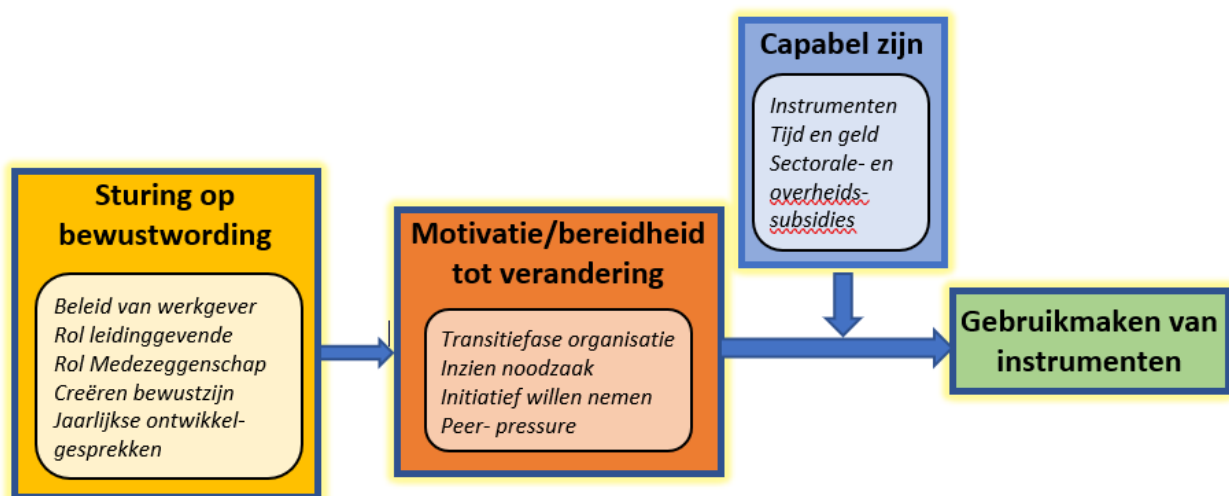 Sturing op
bewustwording
Beleid van werkgever
Rol leidinggevende
Rol Medezeggenschap
Creëren bewustzijn
Jaarlijkse ontwikkel-
gesprekken
Motivatie/bereidheid
tot verandering
Transitiefase organisatie
Inzien noodzaak
Initiatief willen nemen
Peer- pressure
Capabel zijn
Instrumenten
Tijd en geld
Sectorale- en
overheids-
subsidies
Gebruikmaken van
instrumenten